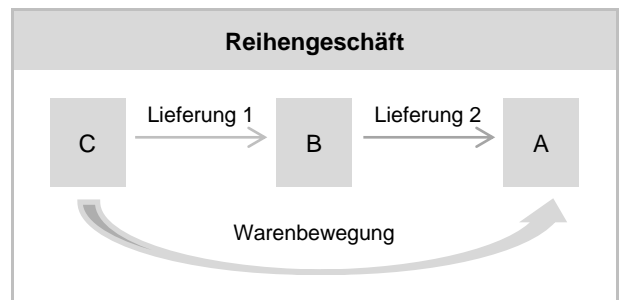 Reihengeschäft
Lieferung 1 Lieferung 2
C B A
Warenbewegung